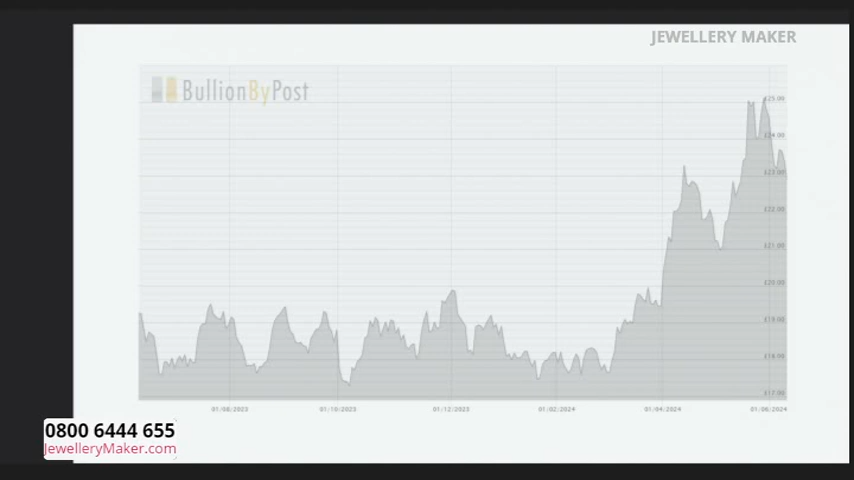 JEWELLERY MAKER
BullionByPost
£25.00
£24.00
£23.00
£22.00
£21.00
£20.00
£19.00
£18.00
£17.00
01/08/2023 01/10/2023 01/12/2023 01/02/2024 01/04/2024 01/06/2024
0800 6444 655
JewelleryMaker.com